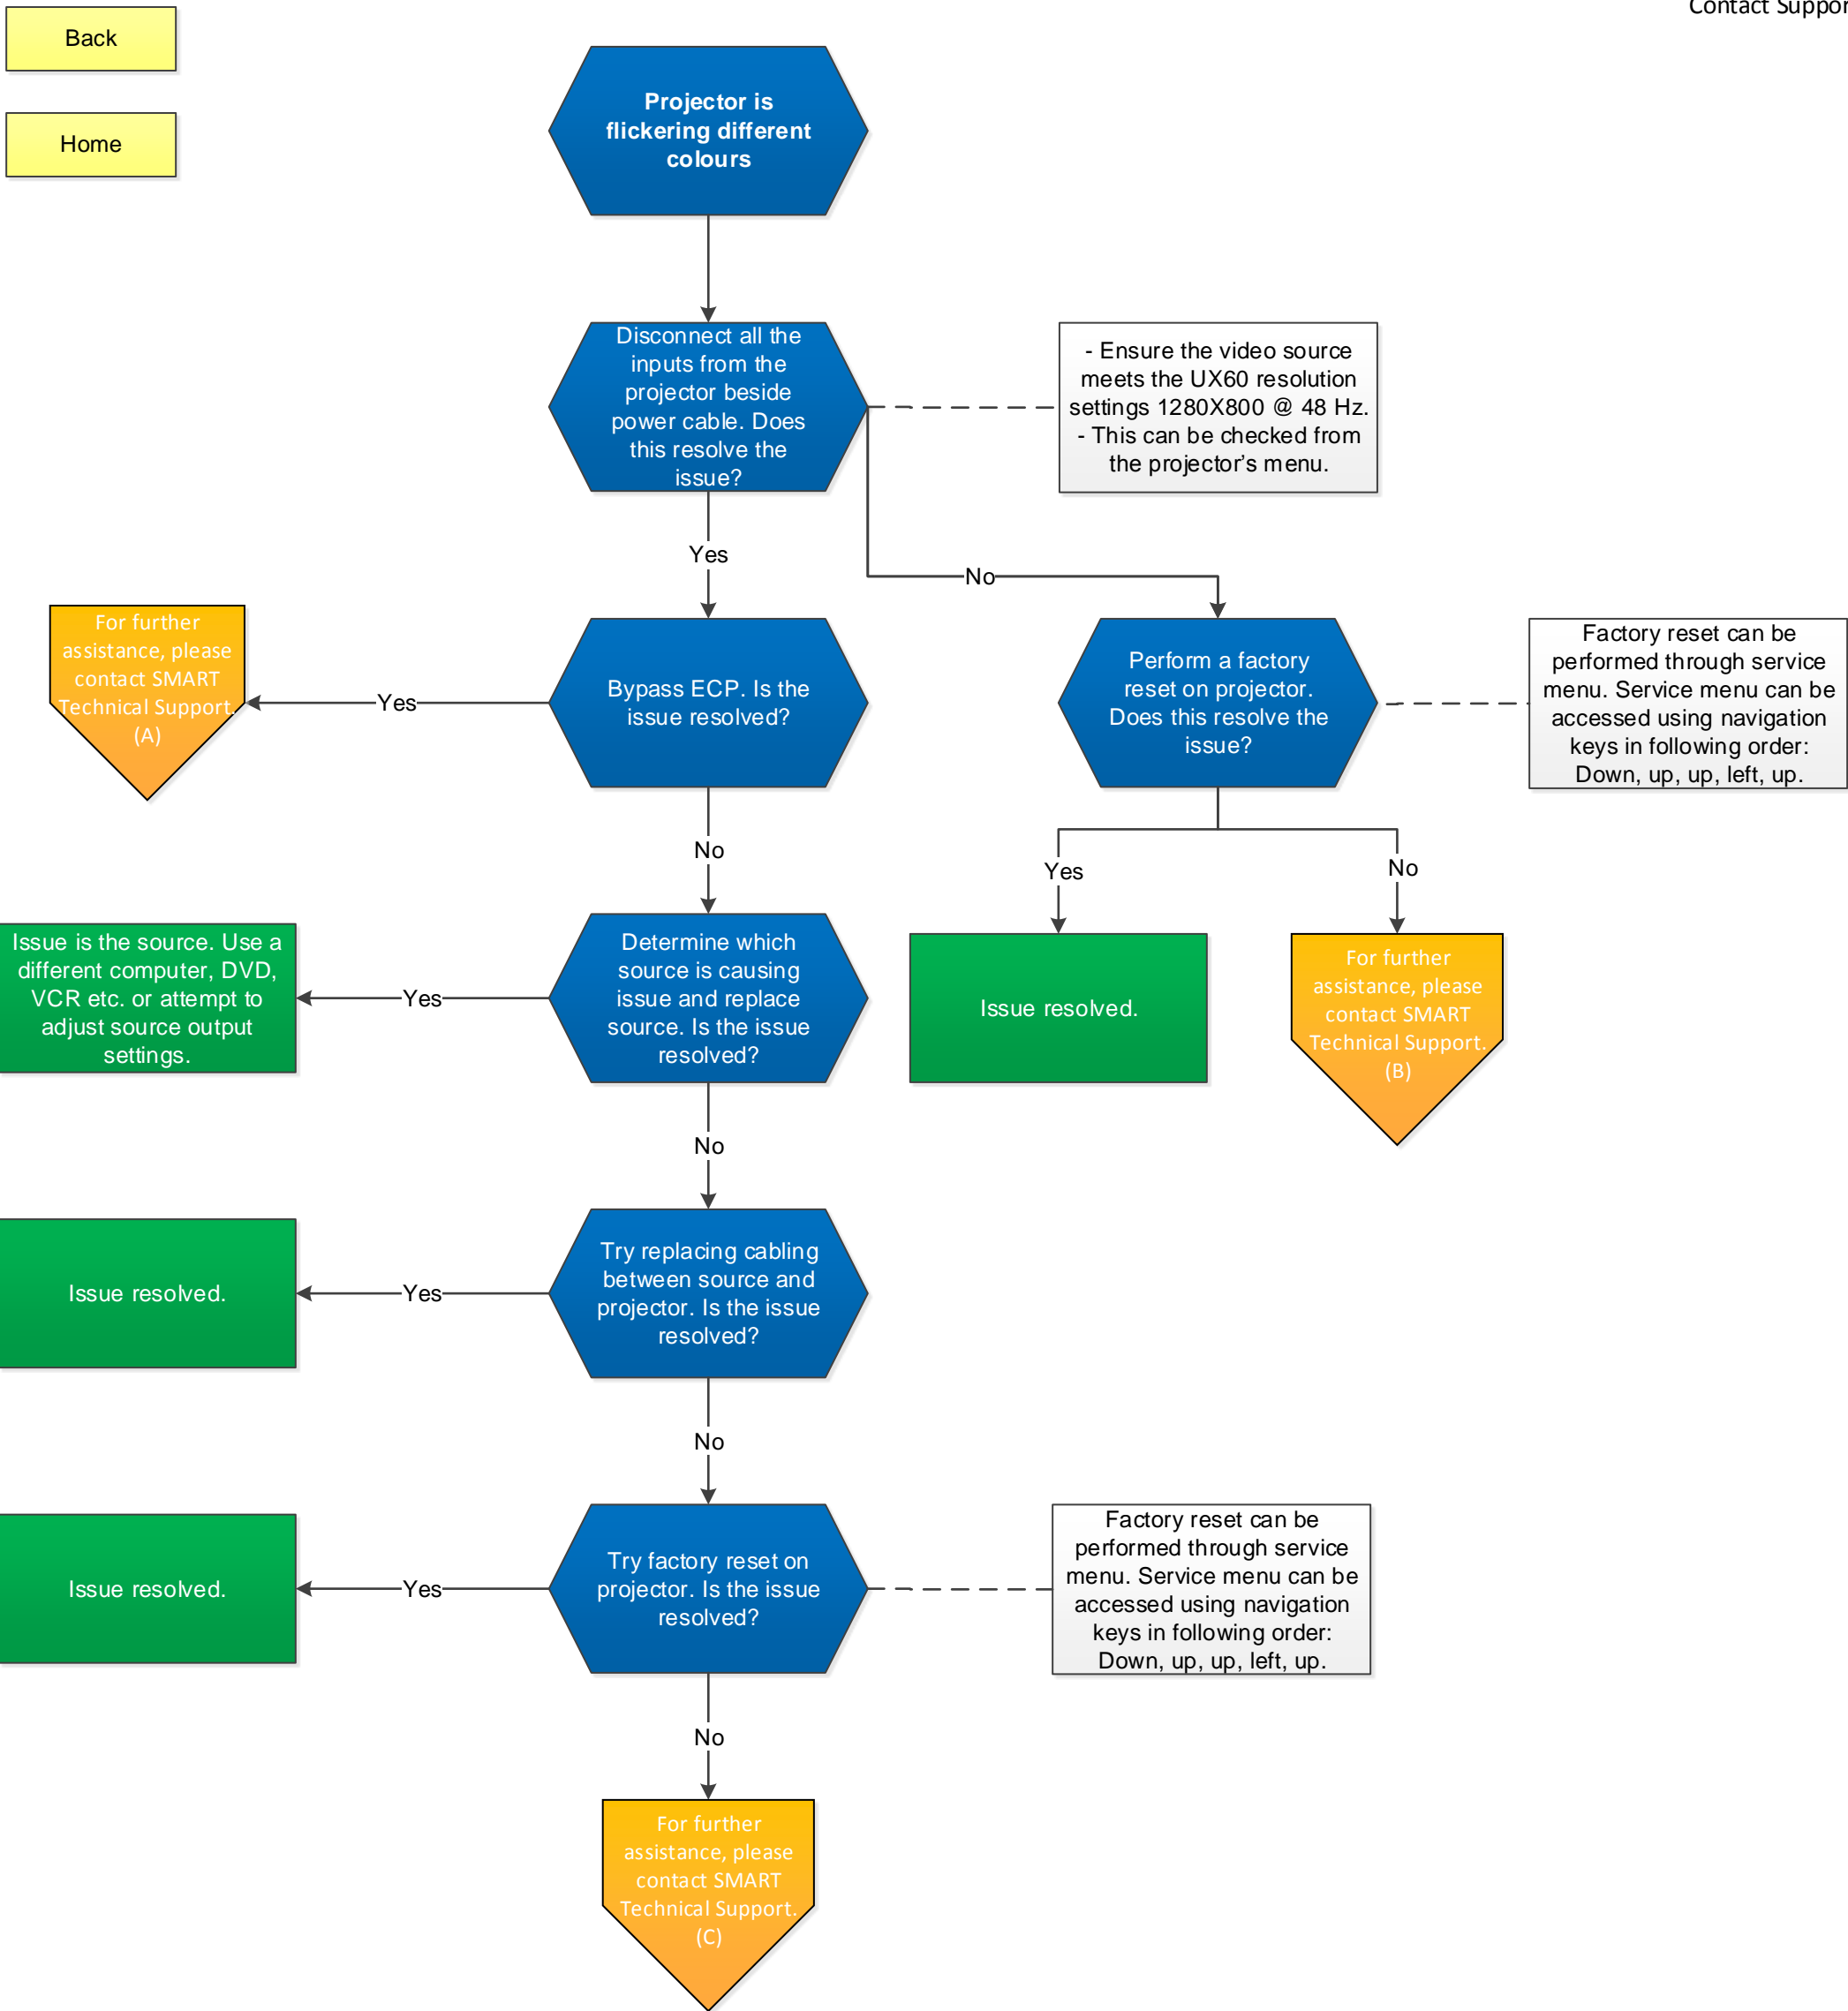 Contact Suppor
Back
Home
Projector is
flickering different
colours
Disconnect all the
inputs from the
projector beside
power cable. Does
this resolve the
issue?
- Ensure the video source
meets the UX60 resolution
settings 1280X800 @ 48 Hz.
- This can be checked from
the projector’s menu.
Yes
No
For further
assistance, please
contact SMART
Technical Support.
(A)
Yes
Bypass ECP. Is the
issue resolved?
Perform a factory
reset on projector.
Does this resolve the
issue?
Factory reset can be
performed through service
menu. Service menu can be
accessed using navigation
keys in following order:
Down, up, up, left, up.
No
Yes
No
Issue is the source. Use a
different computer, DVD,
VCR etc. or attempt to
adjust source output
settings.
Yes
Determine which
source is causing
issue and replace
source. Is the issue
resolved?
Issue resolved.
For further
assistance, please
contact SMART
Technical Support.
(B)
No
Issue resolved.
Yes
Try replacing cabling
between source and
projector. Is the issue
resolved?
No
Issue resolved.
Yes
Try factory reset on
projector. Is the issue
resolved?
Factory reset can be
performed through service
menu. Service menu can be
accessed using navigation
keys in following order:
Down, up, up, left, up.
No
For further
assistance, please
contact SMART
Technical Support.
(C)